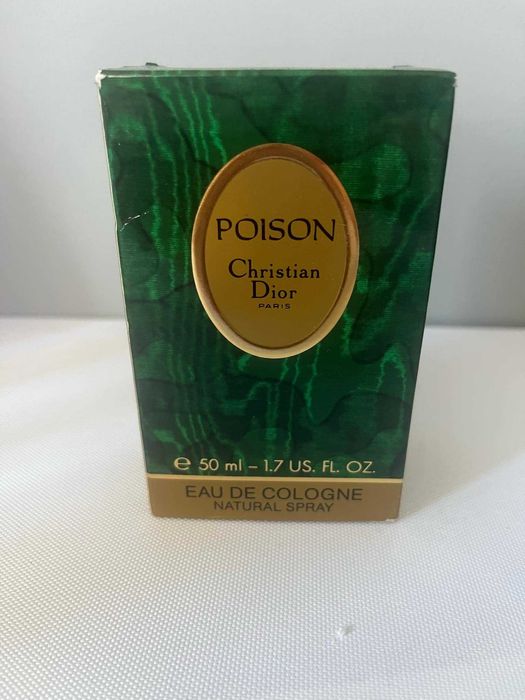 POISON
Christian
Dior
PARIS
℮ 50 ml – 1.7 US. FL. OZ.
EAU DE COLOGNE
NATURAL SPRAY